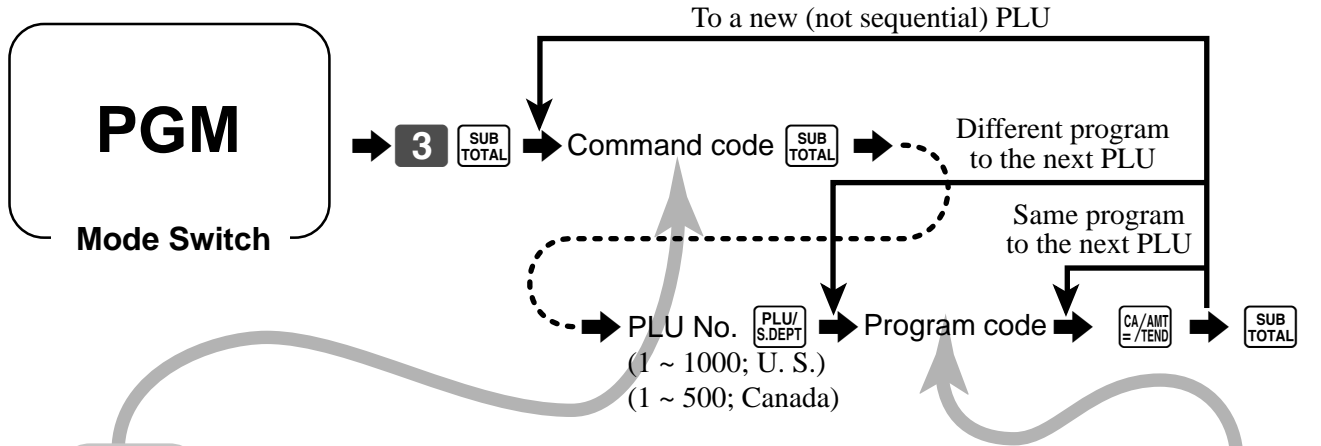 To a new (not sequential) PLU
PGM
Mode Switch
3 SUB TOTAL Command code SUB TOTAL
Different program
to the next PLU
Same program
to the next PLU
PLU No. PLU/ S.DEPT Program code CA/AMT = /TEND SUB TOTAL
(1 ~ 1000; U. S.)
(1 ~ 500; Canada)